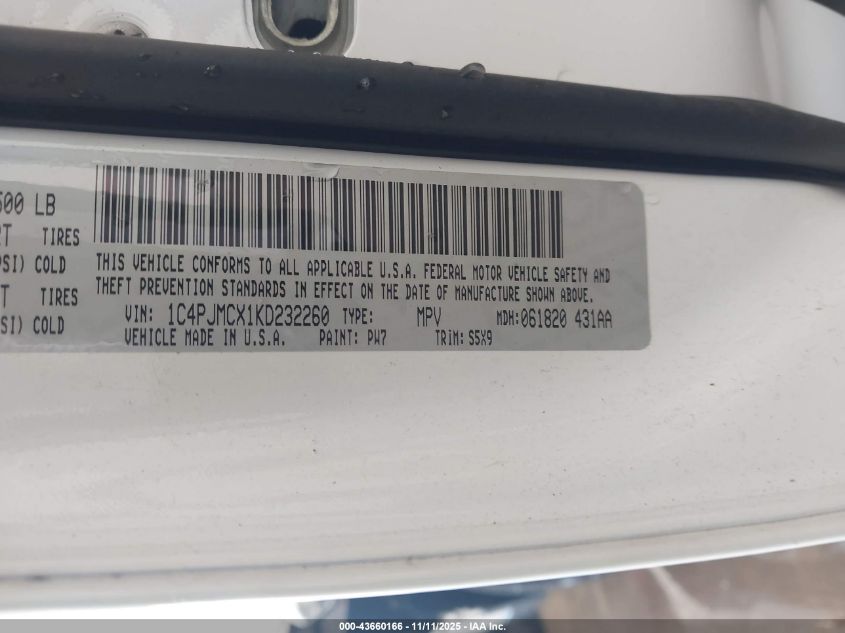 500 LB
TIRES
SI) COLD
THIS VEHICLE CONFORMS TO ALL APPLICABLE U.S.A. FEDERAL MOTOR VEHICLE SAFETY AND
THEFT PREVENTION STANDARDS IN EFFECT ON THE DATE OF MANUFACTURE SHOWN ABOVE.
T TIRES
SI) COLD
VIN: 1C4PJMCX1KD232260 TYPE: MPV MDH:061820 431AA
VEHICLE MADE IN U.S.A. PAINT: PW7 TRIM: S5X9
000-43660166 - 11/11/2025 - IAA Inc.